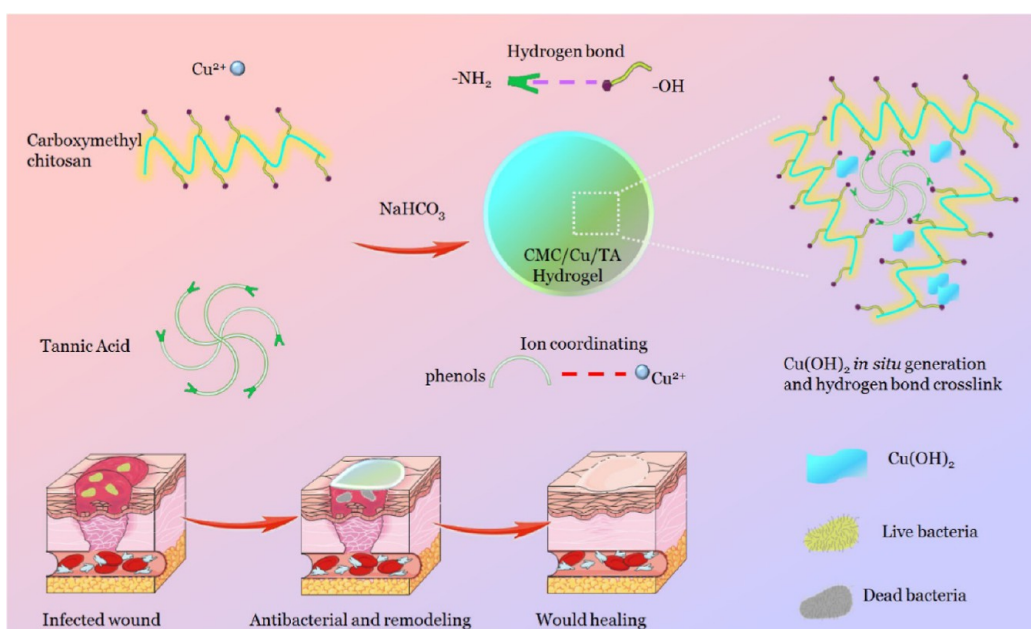 Cu²⁺
Hydrogen bond
-NH₂
-OH
Carboxymethyl
chitosan
NaHCO₃
CMC/Cu/TA
Hydrogel
Tannic Acid
Ion coordinating
phenols
Cu²⁺
Cu(OH)₂ in situ generation
and hydrogen bond crosslink
Cu(OH)₂
Live bacteria
Dead bacteria
Infected wound
Antibacterial and remodeling
Would healing